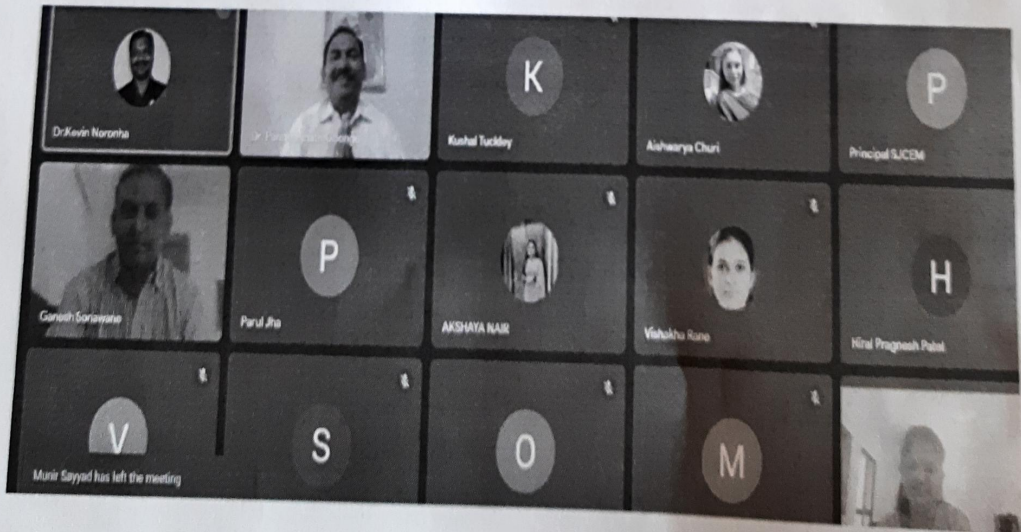 Dr.Kevin Noronha
K
Kushal Tuckley
Aishwarya Churi
P
Principal SJCEM
Ganesh Sonawane
P
Parul Jha
AKSHAYA NAIR
Vishakha Rane
H
Hiral Pragnesh Patel
V
Munir Sayyad has left the meeting
S
O
M